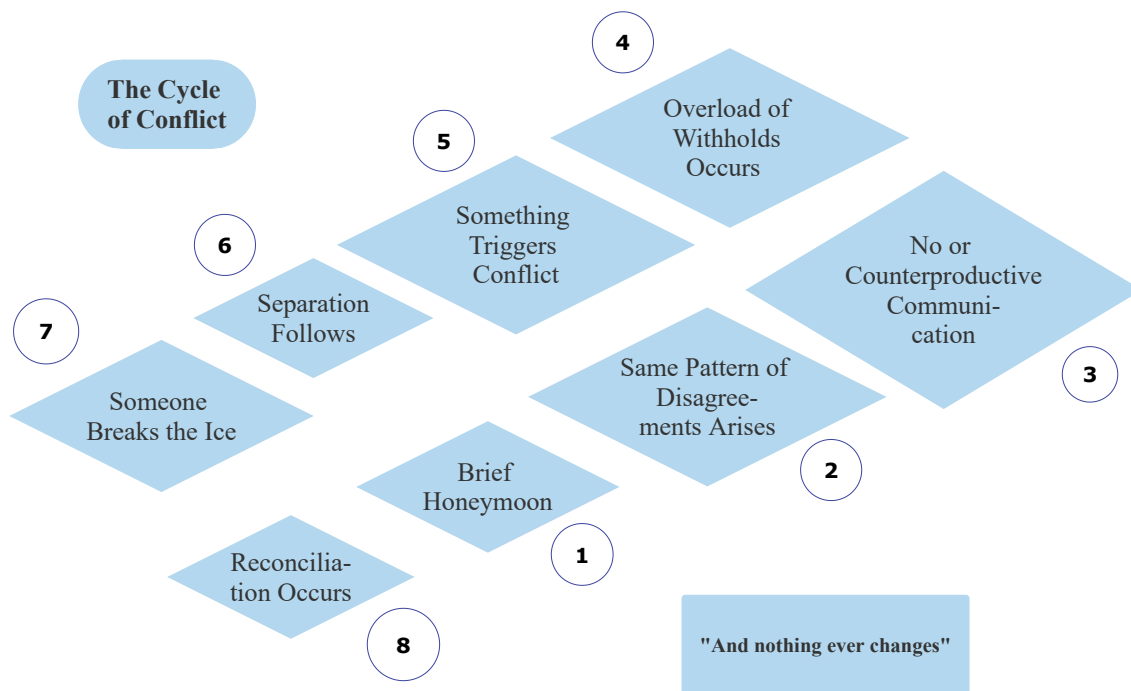 The Cycle
of Conflict
4
Overload of
Withholds
Occurs
5
Something
Triggers
Conflict
6
Separation
Follows
7
Someone
Breaks the Ice
No or
Counterproductive
Communi-
cation
3
Same Pattern of
Disagree-
ments Arises
2
Brief
Honeymoon
1
Reconcilia-
tion Occurs
8
"And nothing ever changes"